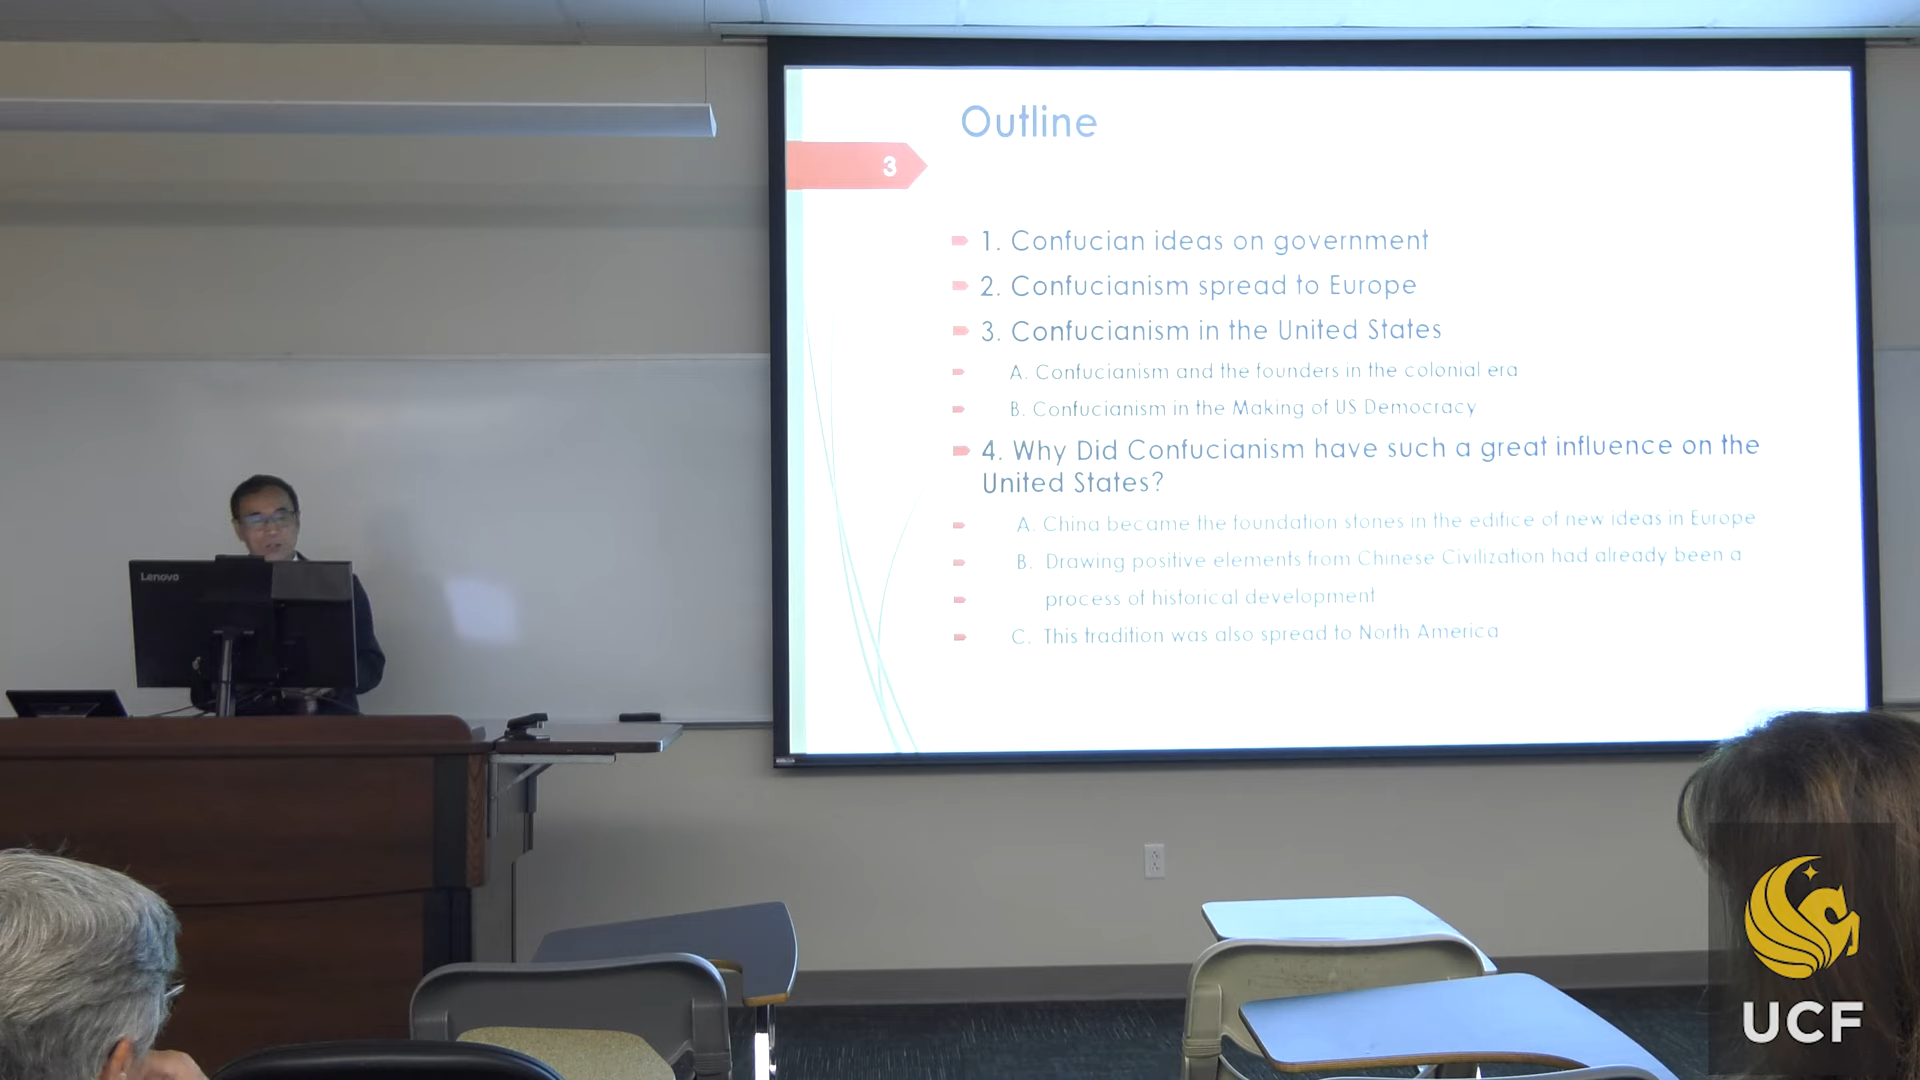 Outline
3
1. Confucian ideas on government
2. Confucianism spread to Europe
3. Confucianism in the United States
A. Confucianism and the founders in the colonial era
B. Confucianism in the Making of US Democracy
4. Why Did Confucianism have such a great influence on the
United States?
A. China became the foundation stones in the edifice of new ideas in Europe
B. Drawing positive elements from Chinese Civilization had already been a
process of historical development
C. This tradition was also spread to North America
Lenovo
UCF